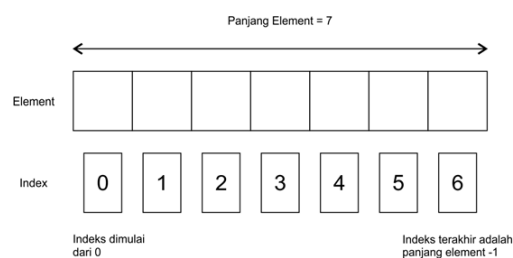 Panjang Element = 7
Element
Index
0 1 2 3 4 5 6
Indeks dimulai
dari 0
Indeks terakhir adalah
panjang element -1